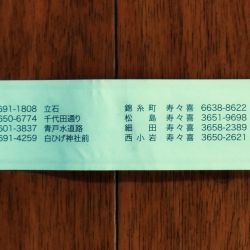 691-1808 立石 錦糸町 寿々喜 6638-8622
650-6774 千代田通り 松島 寿々喜 3651-9698
601-3837 青戸水道路 細田 寿々喜 3658-2389
691-4259 白ひげ神社前 西小岩 寿々喜 3650-2621